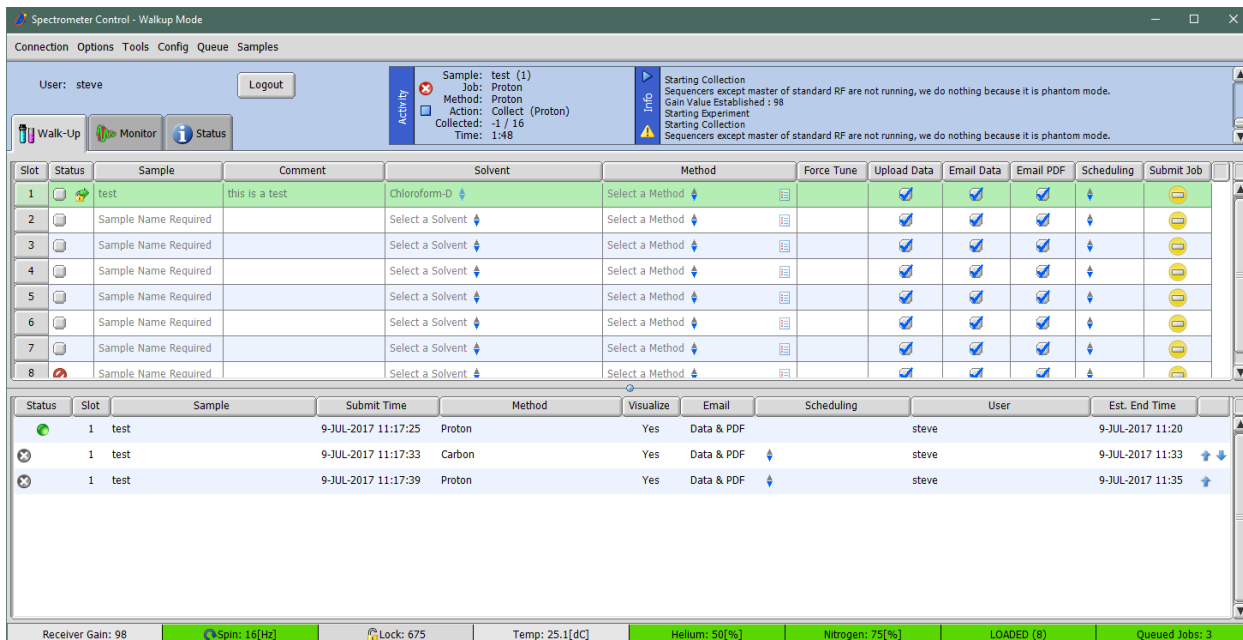 Spectrometer Control - Walkup Mode
Connection Options Tools Config Queue Samples
User: steve
Logout
Walk-Up Monitor Status
Activity
Sample: test (1)
Job: Proton
Method: Proton
Action: Collect (Proton)
Collected: -1 / 16
Time: 1:48
Info
Starting Collection
Sequencers except master of standard RF are not running, we do nothing because it is phantom mode.
Gain Value Established : 98
Starting Experiment
Starting Collection
Sequencers except master of standard RF are not running, we do nothing because it is phantom mode.
Slot Status Sample Comment Solvent Method Force Tune Upload Data Email Data Email PDF Scheduling Submit Job
1 test this is a test Chloroform-D Select a Method
2 Sample Name Required Select a Solvent Select a Method
3 Sample Name Required Select a Solvent Select a Method
4 Sample Name Required Select a Solvent Select a Method
5 Sample Name Required Select a Solvent Select a Method
6 Sample Name Required Select a Solvent Select a Method
7 Sample Name Required Select a Solvent Select a Method
8 Sample Name Required Select a Solvent Select a Method
Status Slot Sample Submit Time Method Visualize Email Scheduling User Est. End Time
1 test 9-JUL-2017 11:17:25 Proton Yes Data & PDF steve 9-JUL-2017 11:20
1 test 9-JUL-2017 11:17:33 Carbon Yes Data & PDF steve 9-JUL-2017 11:33
1 test 9-JUL-2017 11:17:39 Proton Yes Data & PDF steve 9-JUL-2017 11:35
Receiver Gain: 98 Spin: 16[Hz] Lock: 675 Temp: 25.1[dC] Helium: 50[%] Nitrogen: 75[%] LOADED (8) Queued Jobs: 3